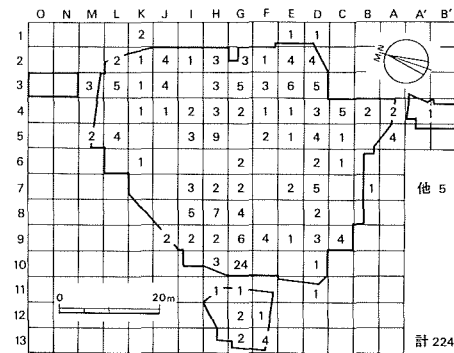 O N M L K J I H G F E D C B A A' B'
1 2 1 1
2 2 1 4 1 3 3 1 4 4
3 3 5 1 4 3 5 3 6 5
4 1 1 2 3 2 1 1 3 5 2 2 1
5 2 4 3 9 2 1 4 1 4
6 1 2 2 1
7 3 2 2 2 5 1 他 5
8 5 7 4 2
9 2 2 2 6 4 1 3 4
10 3 24 1
11 1 1 1
0 20m
12 2 1
13 2 4 計 224
M N